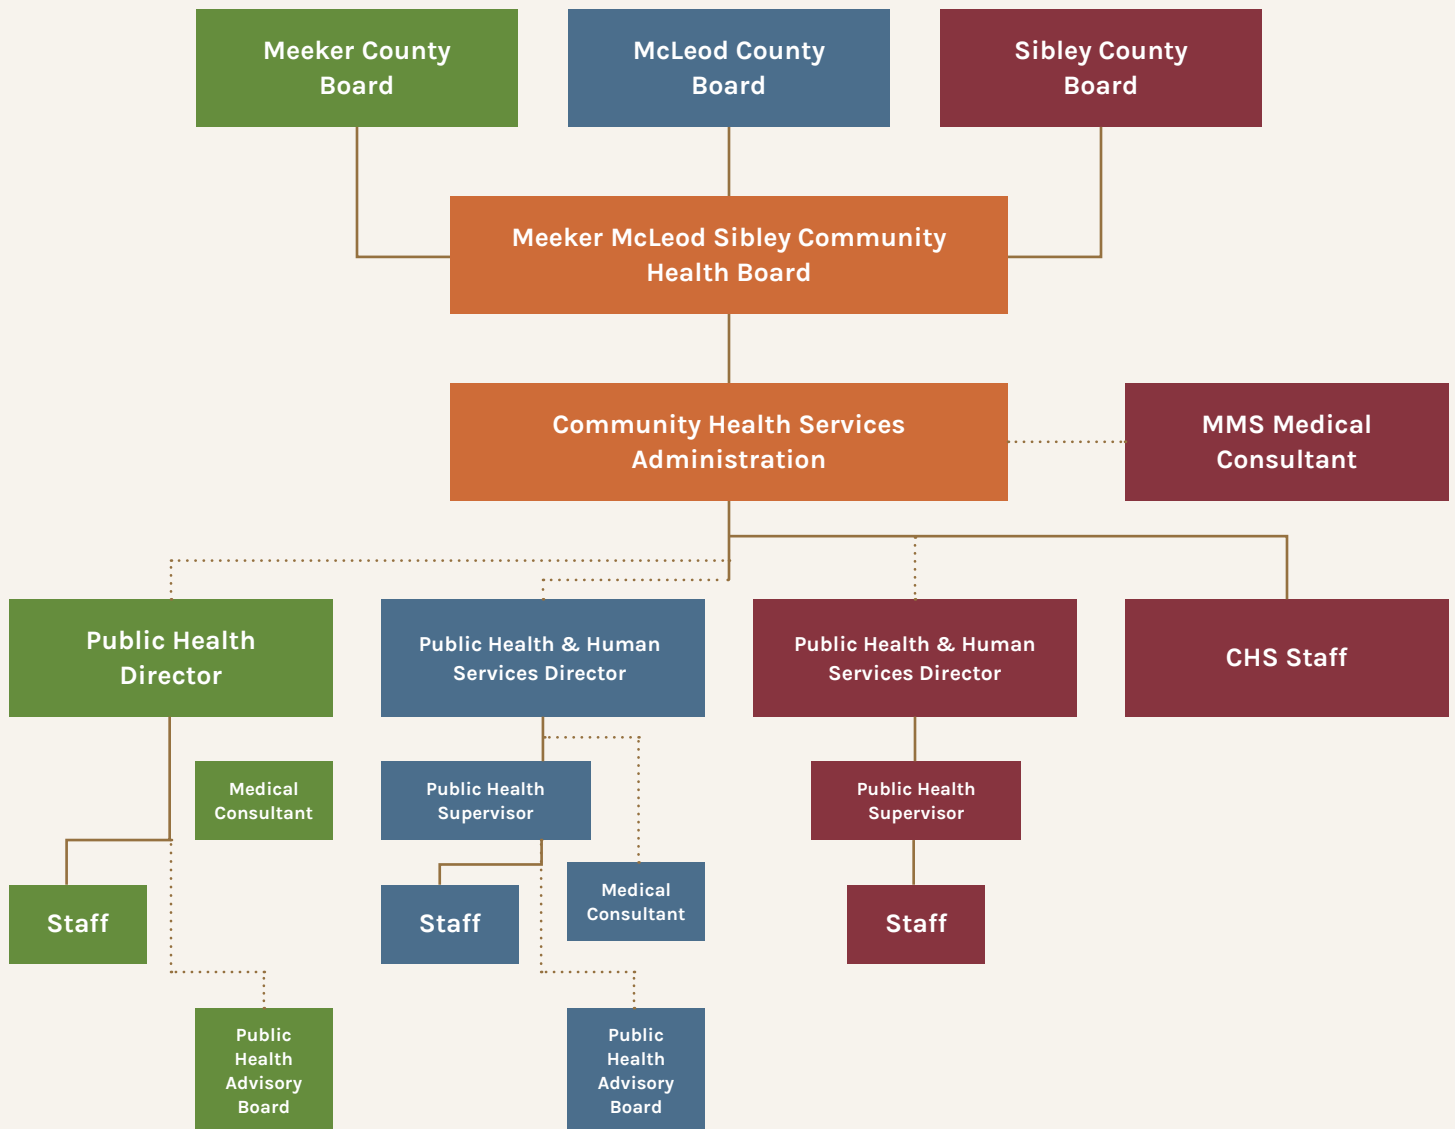 Meeker County
Board
McLeod County
Board
Sibley County
Board
Meeker McLeod Sibley Community
Health Board
Community Health Services
Administration
MMS Medical
Consultant
Public Health
Director
Public Health & Human
Services Director
Public Health & Human
Services Director
CHS Staff
Medical
Consultant
Public Health
Supervisor
Public Health
Supervisor
Staff
Staff
Medical
Consultant
Staff
Public
Health
Advisory
Board
Public
Health
Advisory
Board